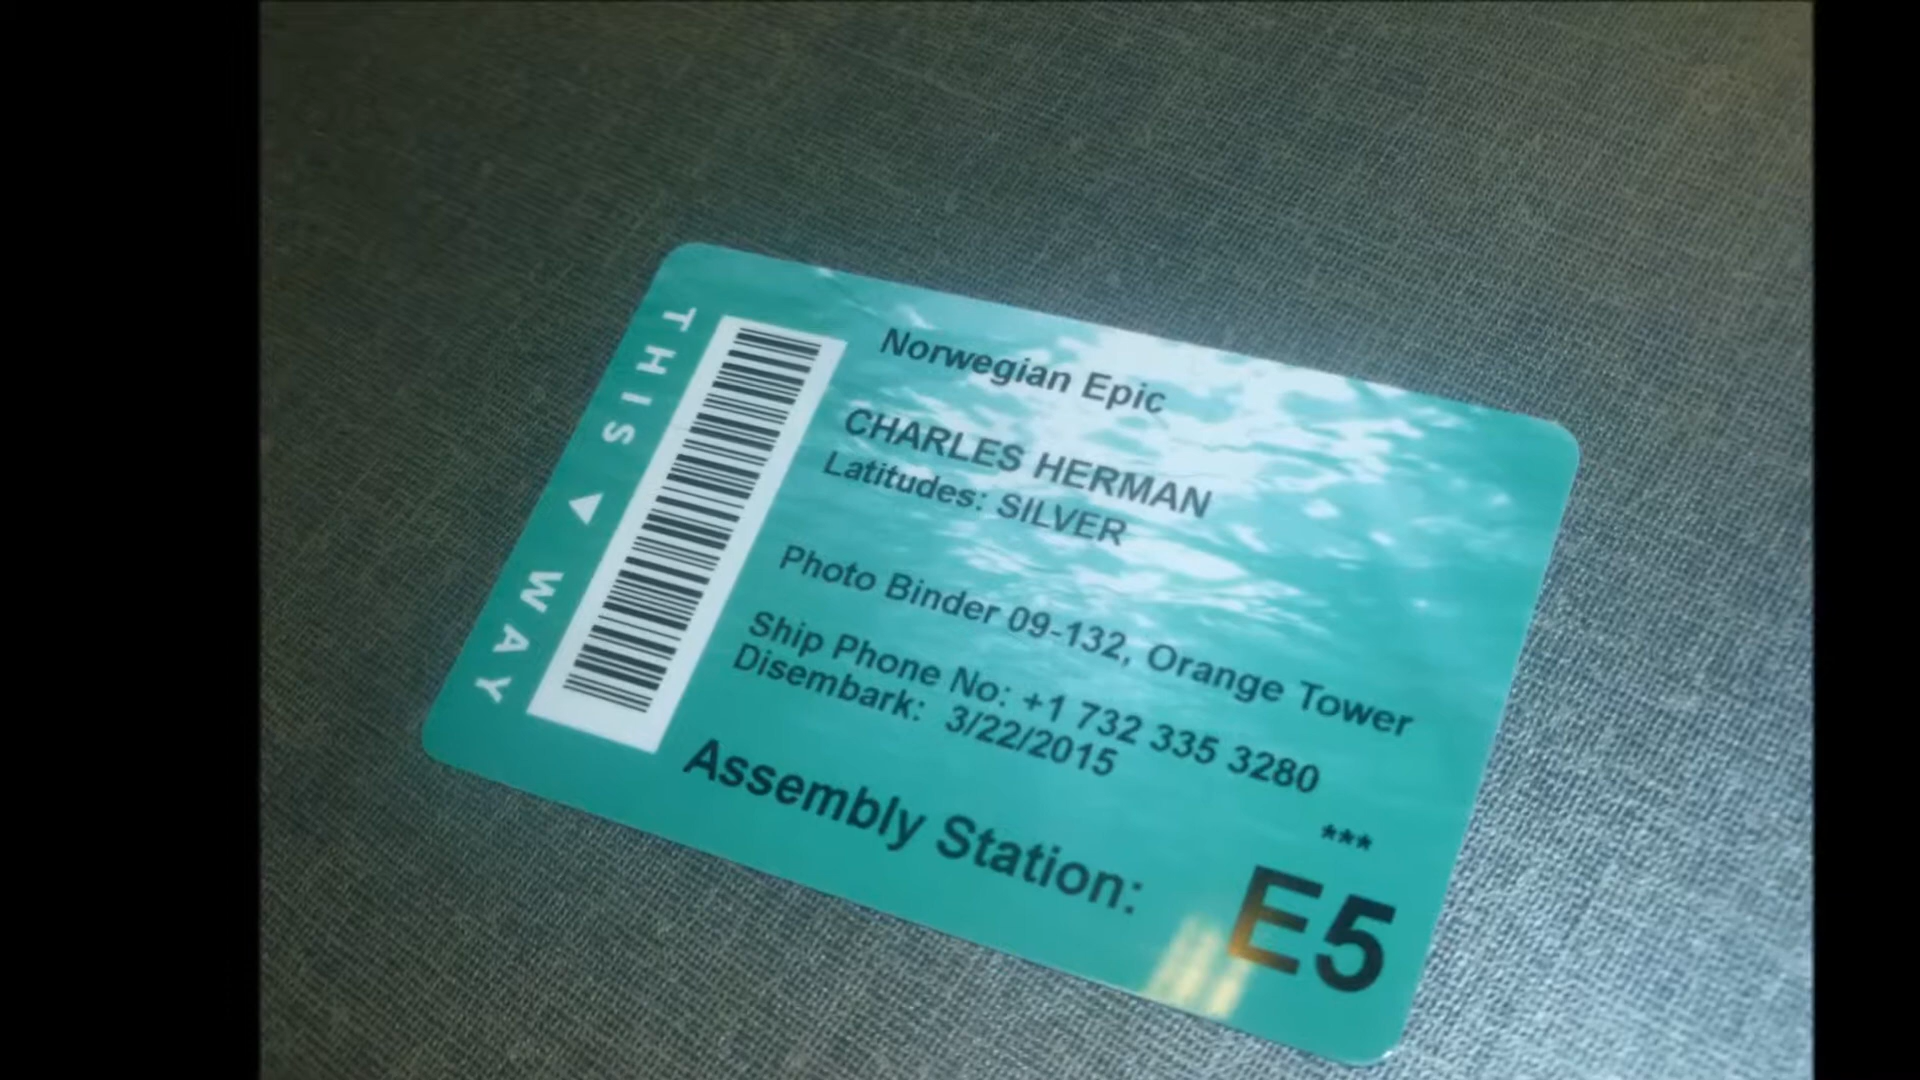 THIS ▼ WAY
Norwegian Epic
CHARLES HERMAN
Latitudes: SILVER
Photo Binder 09-132, Orange Tower
Ship Phone No: +1 732 335 3280
Disembark: 3/22/2015
***
Assembly Station: E5